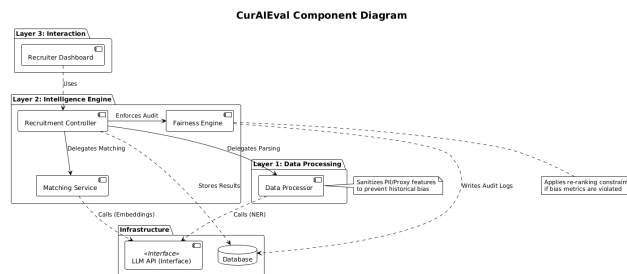 CurAIEval Component Diagram
Layer 3: Interaction
Recruiter Dashboard
Uses
Layer 2: Intelligence Engine
Recruitment Controller
Enforces Audit
Fairness Engine
Delegates Matching
Delegates Parsing
Layer 1: Data Processing
Matching Service
Data Processor
Sanitizes PII/Proxy features
to prevent historical bias
Applies re-ranking constraint
if bias metrics are violated
Stores Results
Writes Audit Logs
Calls (Embeddings)
Calls (NER)
Infrastructure
«Interface»
LLM API (Interface)
Database